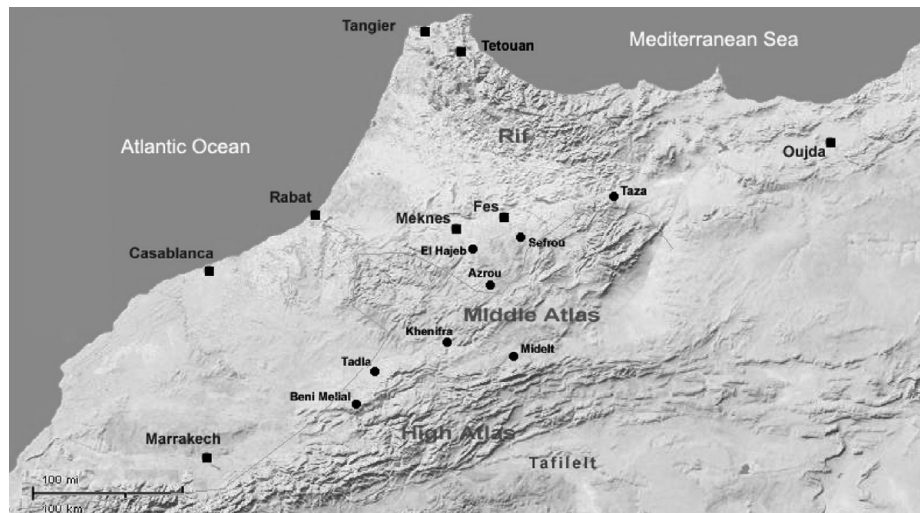 Tangier
Tetouan
Mediterranean Sea
Rif
Atlantic Ocean
Oujda
Taza
Rabat
Fes
Meknes
Sefrou
El Hajeb
Casablanca
Azrou
Middle Atlas
Khenifra
Midelt
Tadla
Beni Mellal
High Atlas
Marrakech
Tafilelt
100 mi
100 km